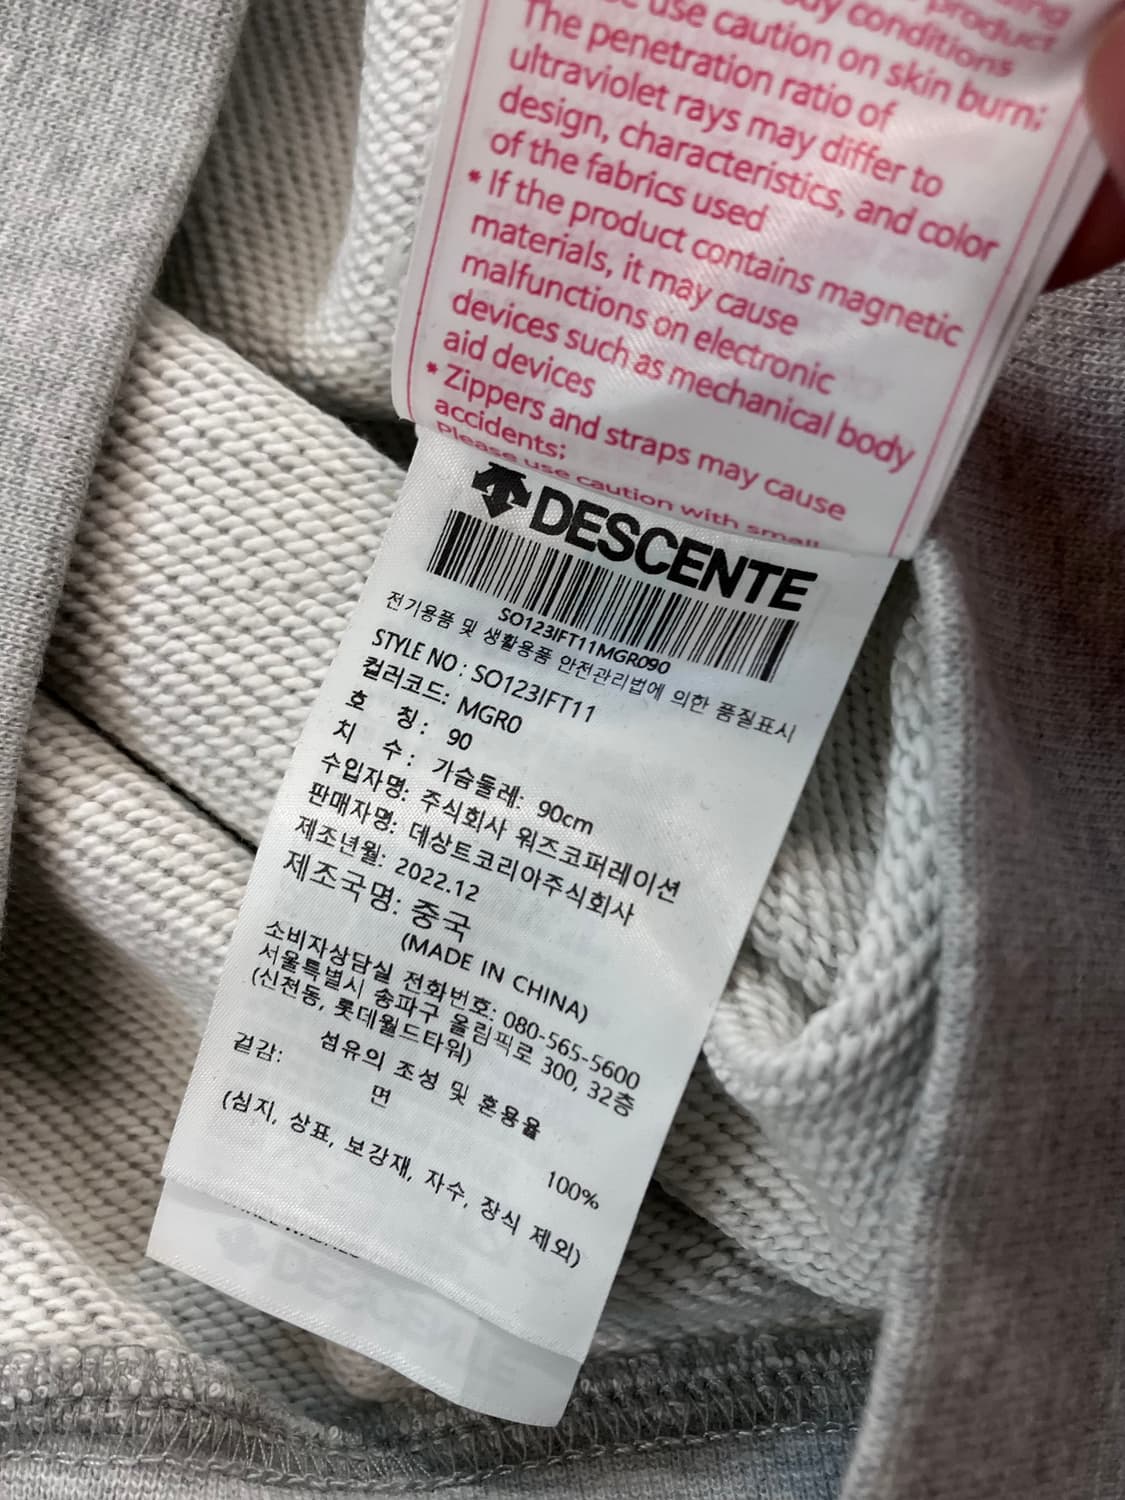 product
body conditions
use caution on skin burn;
The penetration ratio of
ultraviolet rays may differ to
design, characteristics, and color
of the fabrics used
* If the product contains magnetic
materials, it may cause
malfunctions on electronic
devices such as mechanical body
aid devices
* Zippers and straps may cause
accidents;
Please use caution with small
DESCENTE
SO123IFT11MGR090
전기용품 및 생활용품 안전관리법에 의한 품질표시
STYLE NO : SO123IFT11
컬러코드: MGR0
호 칭: 90
치 수: 가슴둘레: 90cm
수입자명: 주식회사 워즈코퍼레이션
판매자명: 데상트코리아주식회사
제조년월: 2022.12
제조국명: 중국
(MADE IN CHINA)
소비자상담실 전화번호: 080-565-5600
서울특별시 송파구 올림픽로 300, 32층
(신천동, 롯데월드타워)
섬유의 조성 및 혼용율
겉감:
면 100%
(심지, 상표, 보강재, 자수, 장식 제외)